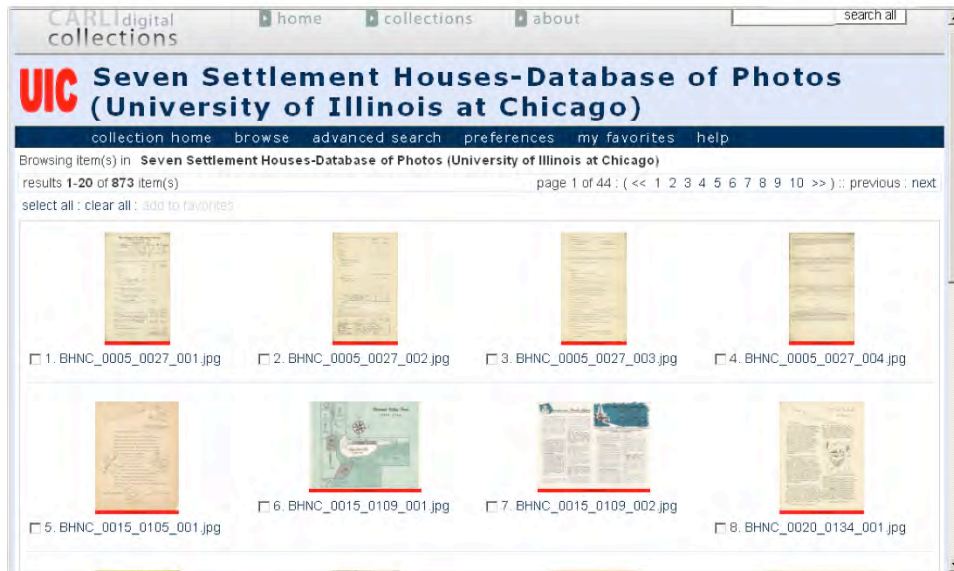 CARLI digital
collections
home collections about
search all
UIC
Seven Settlement Houses-Database of Photos
(University of Illinois at Chicago)
collection home browse advanced search preferences my favorites help
Browsing item(s) in Seven Settlement Houses-Database of Photos (University of Illinois at Chicago)
results 1-20 of 873 item(s)
page 1 of 44 : ( << 1 2 3 4 5 6 7 8 9 10 >> ) :: previous : next
select all : clear all : add to favorites
1. BHNC_0005_0027_001.jpg
2. BHNC_0005_0027_002.jpg
3. BHNC_0005_0027_003.jpg
4. BHNC_0005_0027_004.jpg
5. BHNC_0015_0105_001.jpg
6. BHNC_0015_0109_001.jpg
7. BHNC_0015_0109_002.jpg
8. BHNC_0020_0134_001.jpg